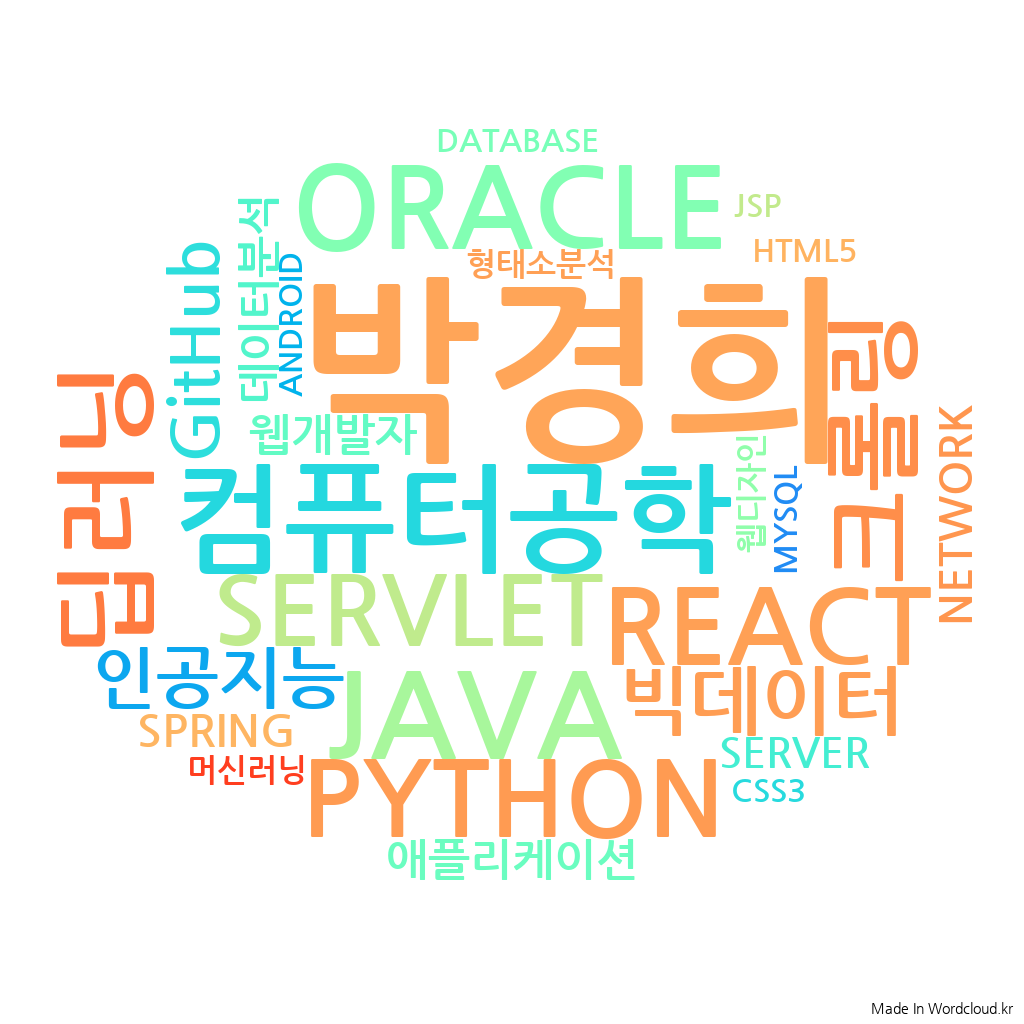 DATABASE
ORACLE
JSP
HTML5
형태소분석
데이터분석
GitHub
ANDROID
박경희
크롤링
딥러닝
웹개발자
NETWORK
컴퓨터공학
웹디자인
MYSQL
SERVLET
REACT
인공지능
JAVA
빅데이터
SPRING
SERVER
머신러닝
PYTHON
CSS3
애플리케이션
Made In Wordcloud.kr